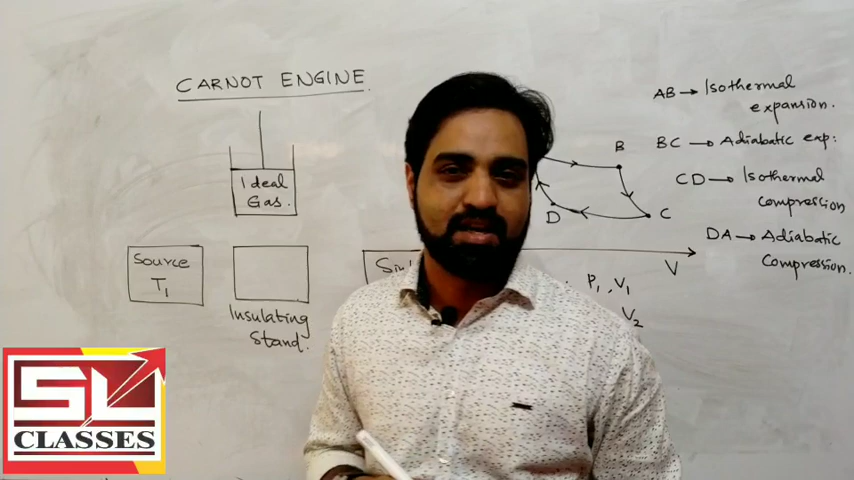 CARNOT ENGINE
Ideal
Gas.
Source
T1
Insulating
Stand.
B
C
D
V
P1, V1
V2
AB → Isothermal
expansion.
BC → Adiabatic exp:
CD → Isothermal
compression
DA → Adiabatic
Compression.
SL
CLASSES